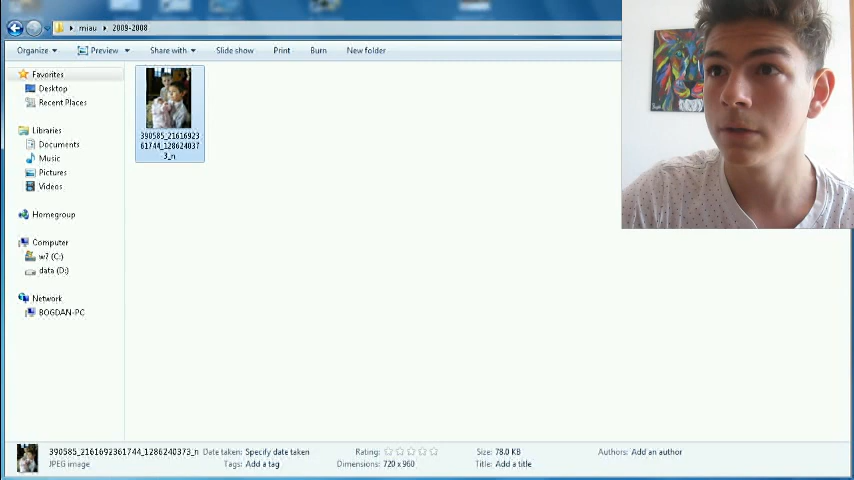 miau 2009-2008
Organize Preview Share with Slide show Print Burn New folder
Favorites
Desktop
Recent Places
Libraries
Documents
Music
Pictures
Videos
Homegroup
Computer
w7 (C:)
data (D:)
Network
BOGDAN-PC
390585_21616923
61744_128624037
3_n
390585_2161692361744_1286240373_n Date taken: Specify date taken Rating: Size: 78.0 KB Authors: Add an author
JPEG image Tags: Add a tag Dimensions: 720 x 960 Title: Add a title